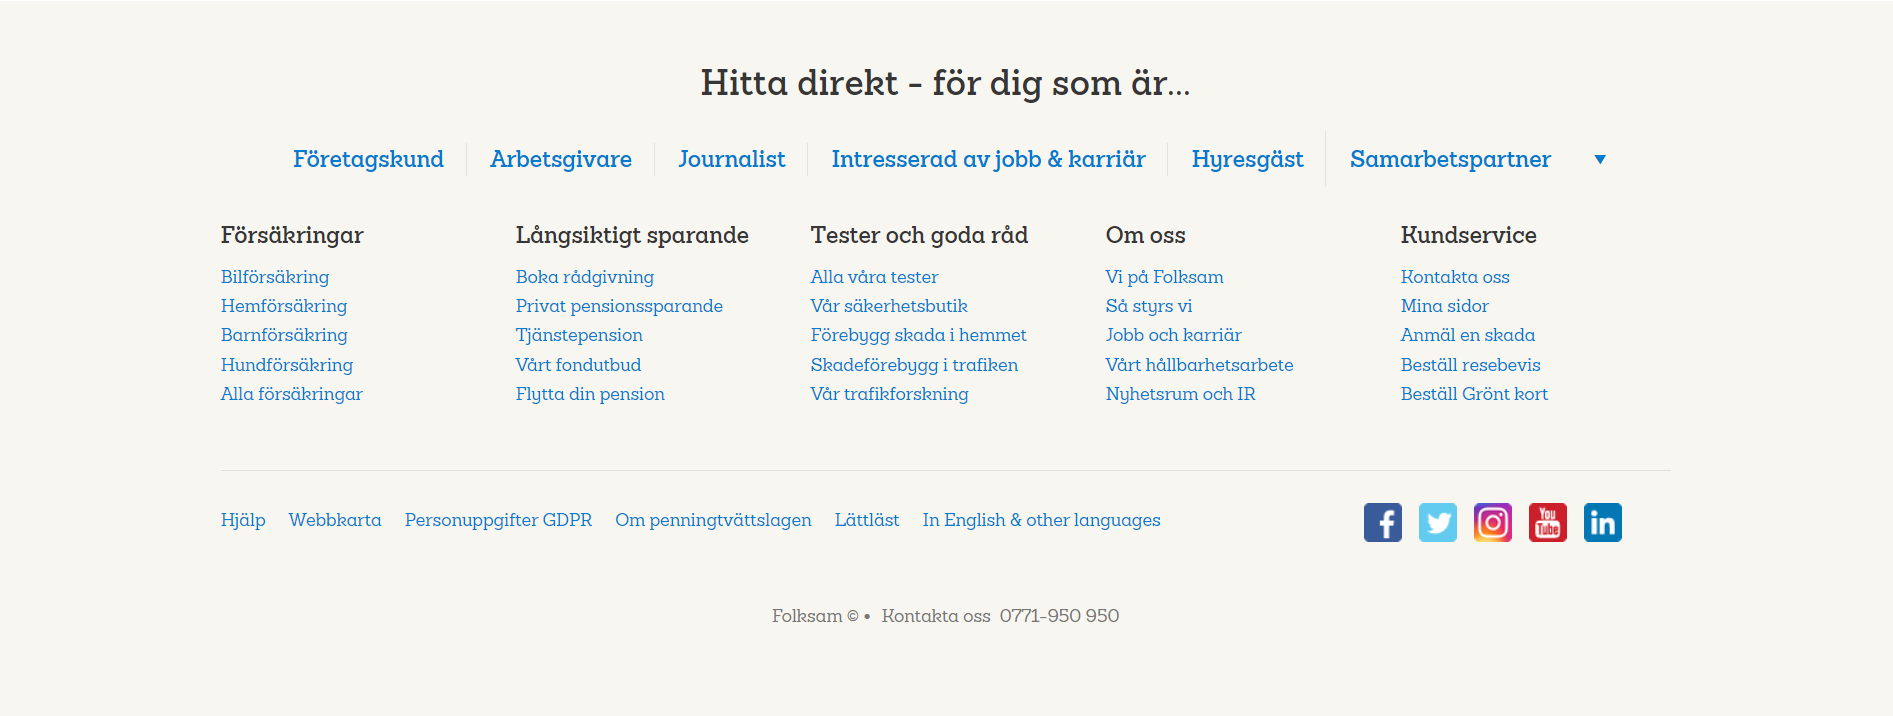 Hitta direkt - för dig som är...
Företagskund
Arbetsgivare
Journalist
Intresserad av jobb & karriär
Hyresgäst
Samarbetspartner
Försäkringar
Bilförsäkring
Hemförsäkring
Barnförsäkring
Hundförsäkring
Alla försäkringar
Långsiktigt sparande
Boka rådgivning
Privat pensionssparande
Tjänstepension
Vårt fondutbud
Flytta din pension
Tester och goda råd
Alla våra tester
Vår säkerhetsbutik
Förebygg skada i hemmet
Skadeförebygg i trafiken
Vår trafikforskning
Om oss
Vi på Folksam
Så styrs vi
Jobb och karriär
Vårt hållbarhetsarbete
Nyhetsrum och IR
Kundservice
Kontakta oss
Mina sidor
Anmäl en skada
Beställ resebevis
Beställ Grönt kort
Hjälp
Webbkarta
Personuppgifter GDPR
Om penningtvättslagen
Lättläst
In English & other languages
f
You
Tube
in
Folksam © • Kontakta oss 0771-950 950